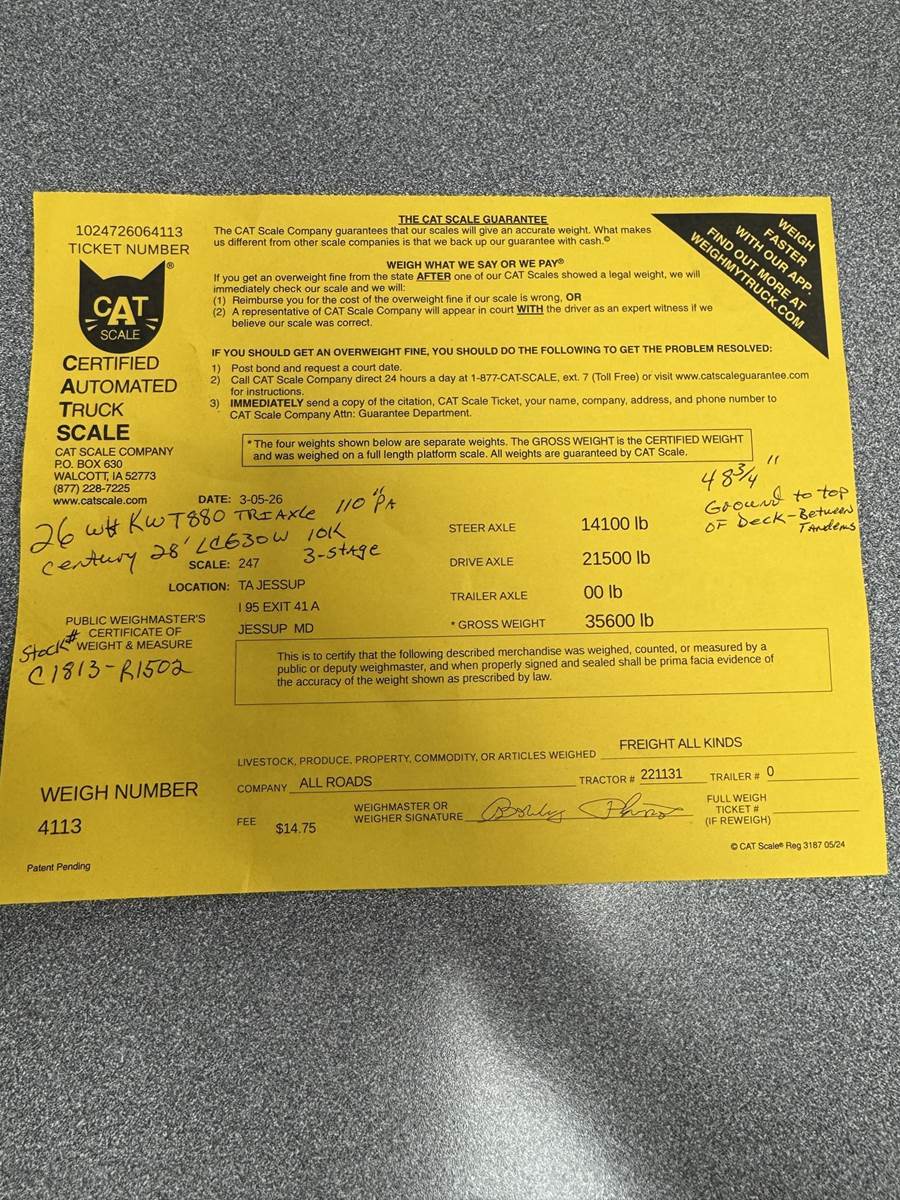 1024726064113
TICKET NUMBER
CAT
SCALE
®
CERTIFIED
AUTOMATED
TRUCK
SCALE
CAT SCALE COMPANY
P.O. BOX 630
WALCOTT, IA 52773
(877) 228-7225
www.catscale.com
THE CAT SCALE GUARANTEE
The CAT Scale Company guarantees that our scales will give an accurate weight. What makes
us different from other scale companies is that we back up our guarantee with cash.©
WEIGH WHAT WE SAY OR WE PAY®
If you get an overweight fine from the state AFTER one of our CAT Scales showed a legal weight, we will
immediately check our scale and we will:
(1) Reimburse you for the cost of the overweight fine if our scale is wrong, OR
(2) A representative of CAT Scale Company will appear in court WITH the driver as an expert witness if we
believe our scale was correct.
WEIGH
FASTER
WITH OUR APP.
FIND OUT MORE AT
WEIGHMYTRUCK.COM
IF YOU SHOULD GET AN OVERWEIGHT FINE, YOU SHOULD DO THE FOLLOWING TO GET THE PROBLEM RESOLVED:
1) Post bond and request a court date.
2) Call CAT Scale Company direct 24 hours a day at 1-877-CAT-SCALE, ext. 7 (Toll Free) or visit www.catscaleguarantee.com
for instructions.
3) IMMEDIATELY send a copy of the citation, CAT Scale Ticket, your name, company, address, and phone number to
CAT Scale Company Attn: Guarantee Department.
* The four weights shown below are separate weights. The GROSS WEIGHT is the CERTIFIED WEIGHT
and was weighed on a full length platform scale. All weights are guaranteed by CAT Scale.
48 3/4"
Ground to top
OF Deck - Between
TAndems
DATE: 3-05-26
26 KW T880 TRIAXLE 110"
Century 28' 10K
3-stage
SCALE: 247
LOCATION: TA JESSUP
I 95 EXIT 41 A
JESSUP MD
STEER AXLE 14100 lb
DRIVE AXLE 21500 lb
TRAILER AXLE 00 lb
* GROSS WEIGHT 35600 lb
PUBLIC WEIGHMASTER'S
CERTIFICATE OF
WEIGHT & MEASURE
Stock#
C1813-R1502
This is to certify that the following described merchandise was weighed, counted, or measured by a
public or deputy weighmaster, and when properly signed and sealed shall be prima facia evidence of
the accuracy of the weight shown as prescribed by law.
LIVESTOCK, PRODUCE, PROPERTY, COMMODITY, OR ARTICLES WEIGHED FREIGHT ALL KINDS
COMPANY ALL ROADS TRACTOR # 221131 TRAILER # 0
WEIGH NUMBER
4113
FEE $14.75
WEIGHMASTER OR
WEIGHER SIGNATURE
FULL WEIGH
TICKET #
(IF REWEIGH)
© CAT Scale® Reg 3187 05/24
Patent Pending